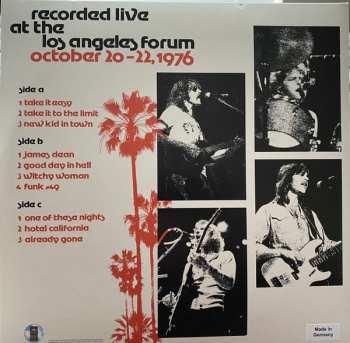 recorded live
at the
los angeles forum
october 20-22, 1976
side a
1 take it easy
2 take it to the limit
3 new kid in town
side b
1 james dean
2 good day in hell
3 witchy woman
4 funk #49
side c
1 one of these nights
2 hotel california
3 already gone
Made in
Germany